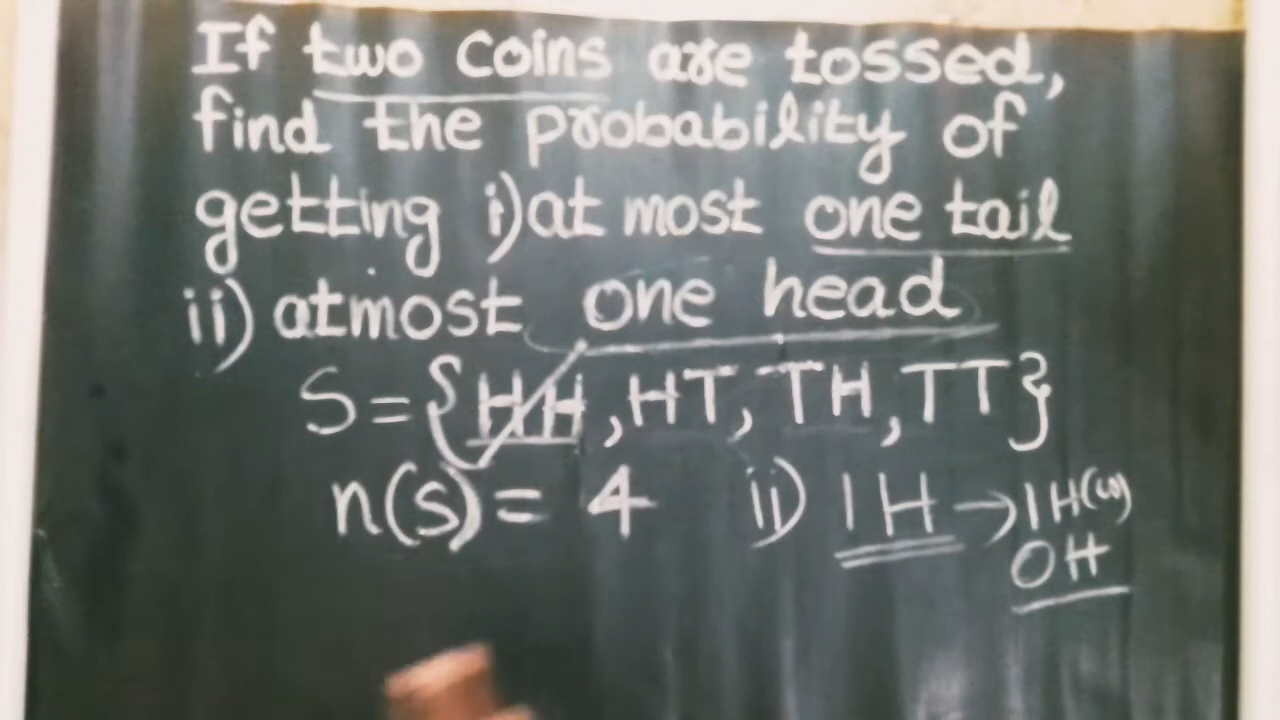 If two coins are tossed,
find the probability of
getting i) at most one tail
ii) atmost one head
S = {HH, HT, TH, TT}
n(s) = 4 ii) 1H → 1H(or)
0H